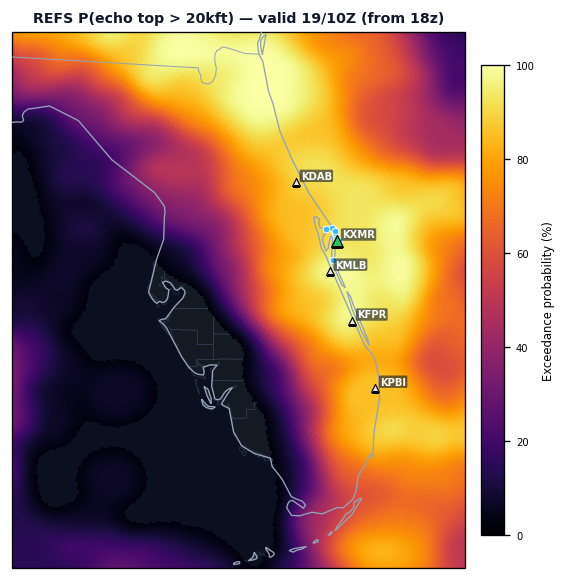 REFS P(echo top > 20kft) — valid 19/10Z (from 18z)
KDAB
KXMR
KMLB
KFPR
KPBI
100
80
60
40
20
0
Exceedance probability (%)